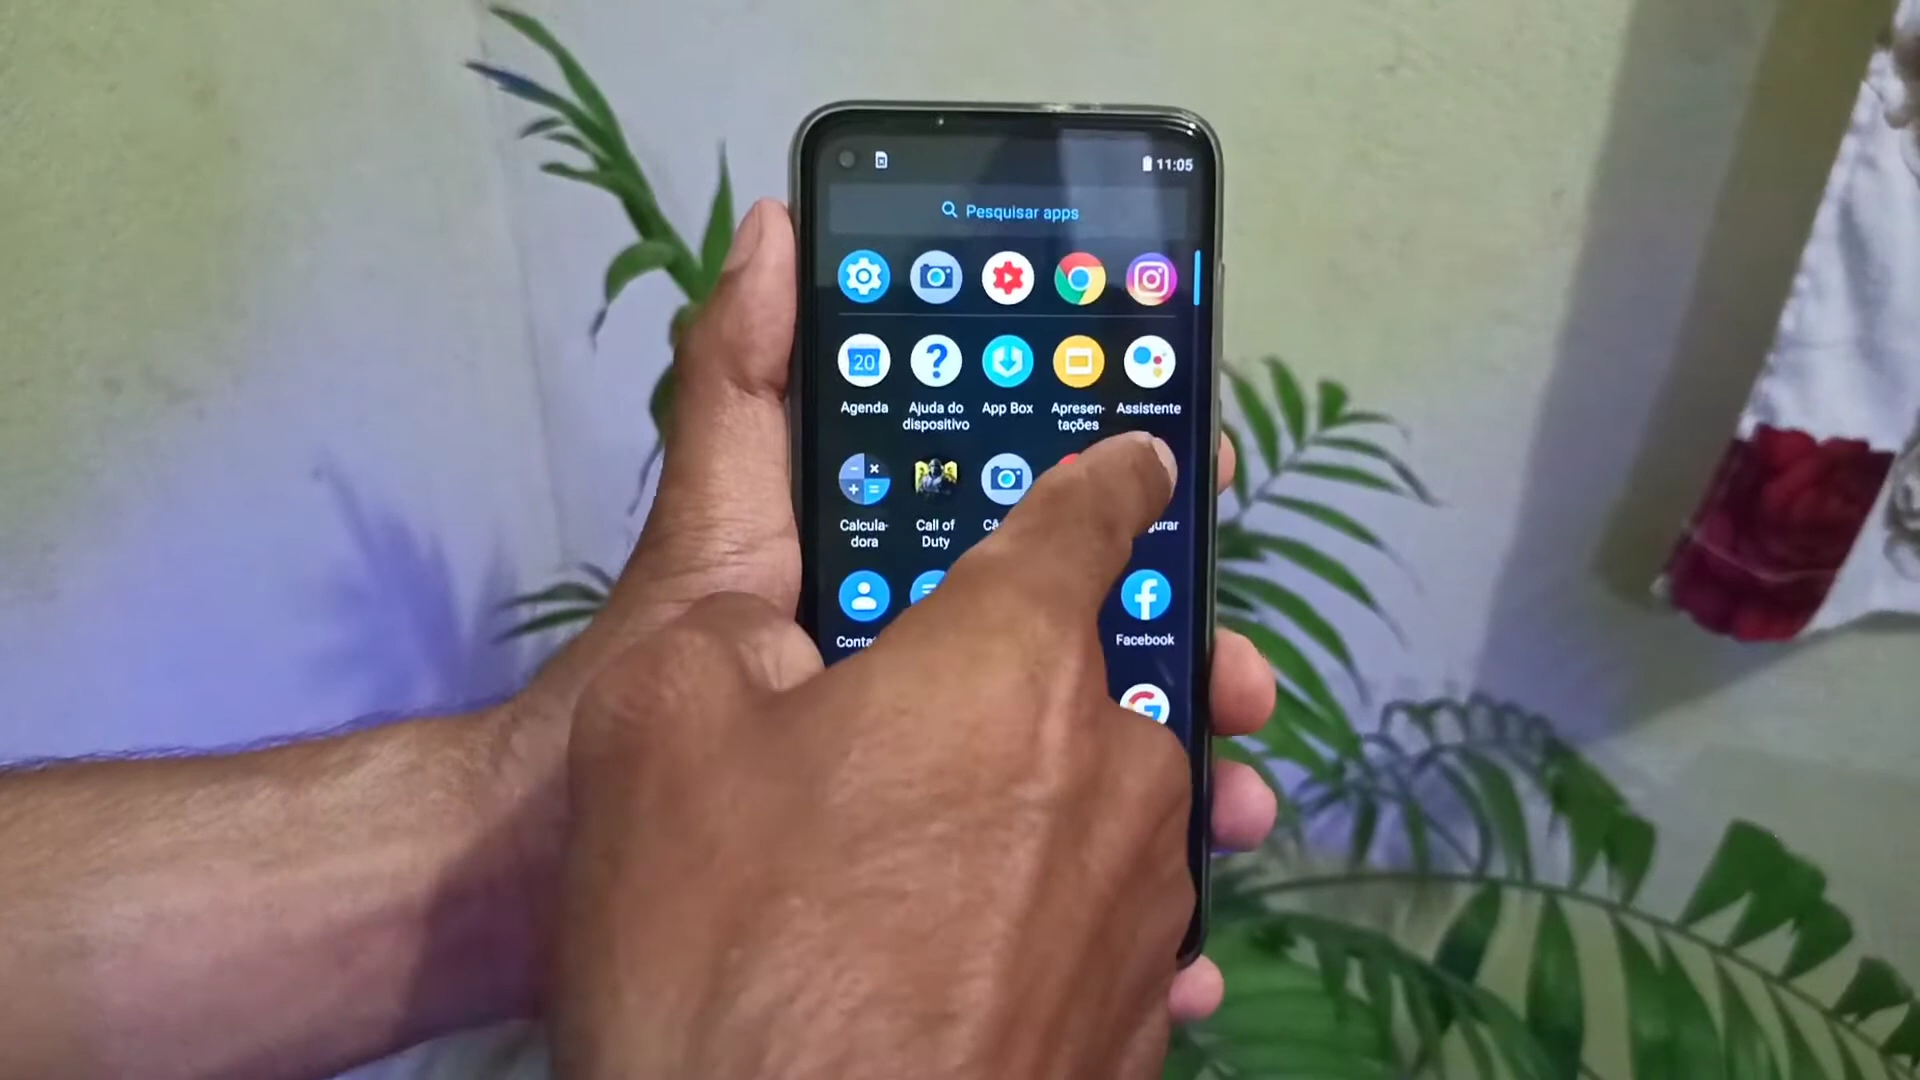 11:05
Pesquisar apps
20
Agenda
Ajuda do
dispositivo
App Box
Apresen-
tações
Assistente
Calcula-
dora
Call of
Duty
Facebook